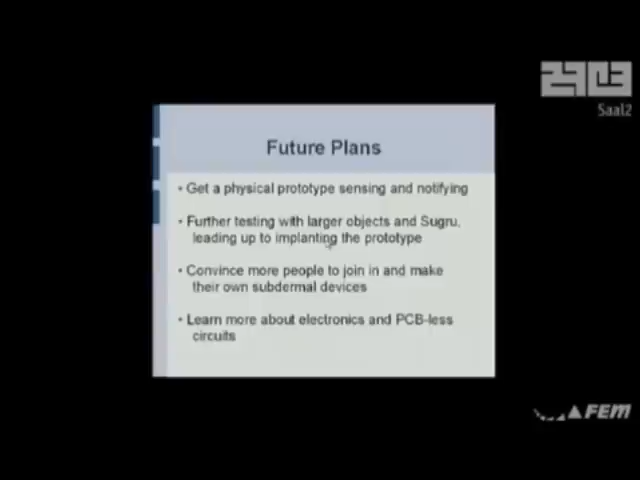 29C3
Saal2
Future Plans
• Get a physical prototype sensing and notifying
• Further testing with larger objects and Sugru,
leading up to implanting the prototype
• Convince more people to join in and make
their own subdermal devices
• Learn more about electronics and PCB-less
circuits
FEM